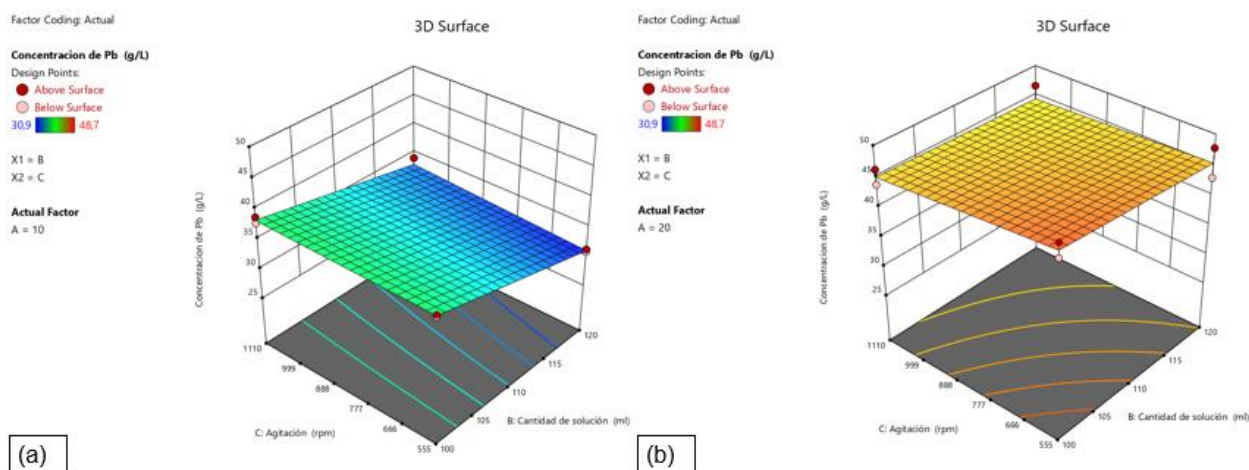 Factor Coding: Actual
3D Surface
Concentracion de Pb (g/L)
Design Points:
Above Surface
Below Surface
30,9 48,7
X1 = B
X2 = C
Actual Factor
A = 10
50
45
40
35
30
25
Concentracion de Pb (g/L)
1110
999
888
777
666
555
C: Agitación (rpm)
100
105
110
115
120
B: Cantidad de solución (ml)
(a)
Factor Coding: Actual
3D Surface
Concentracion de Pb (g/L)
Design Points:
Above Surface
Below Surface
30,9 48,7
X1 = B
X2 = C
Actual Factor
A = 20
50
45
40
35
30
25
Concentracion de Pb (g/L)
1110
999
888
777
666
555
C: Agitación (rpm)
100
105
110
115
120
B: Cantidad de solución (ml)
(b)